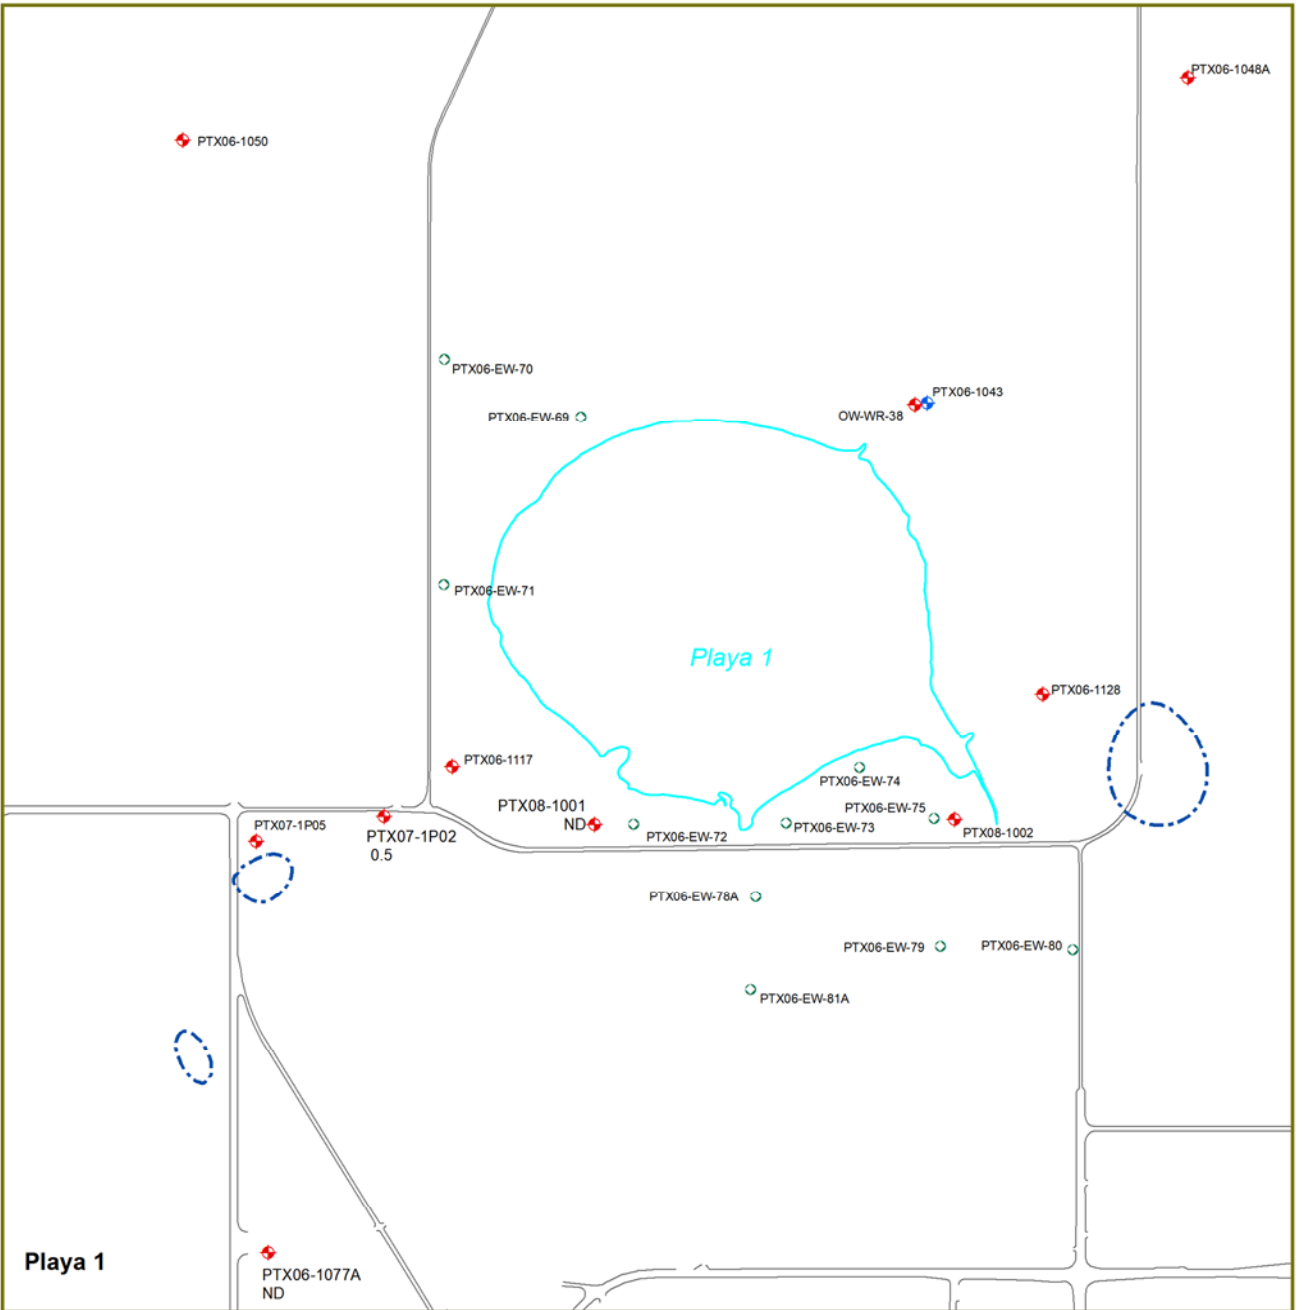 PTX06-1048A
PTX06-1050
PTX06-EW-70
PTX06-1043
PTX06-EW-69
OW-WR-38
PTX06-EW-71
Playa 1
PTX06-1128
PTX06-1117
PTX06-EW-74
PTX08-1001
ND
PTX06-EW-75
PTX07-1P05
PTX07-1P02
0.5
PTX06-EW-72
PTX06-EW-73
PTX08-1002
PTX06-EW-78A
PTX06-EW-79
PTX06-EW-80
PTX06-EW-81A
Playa 1
PTX06-1077A
ND